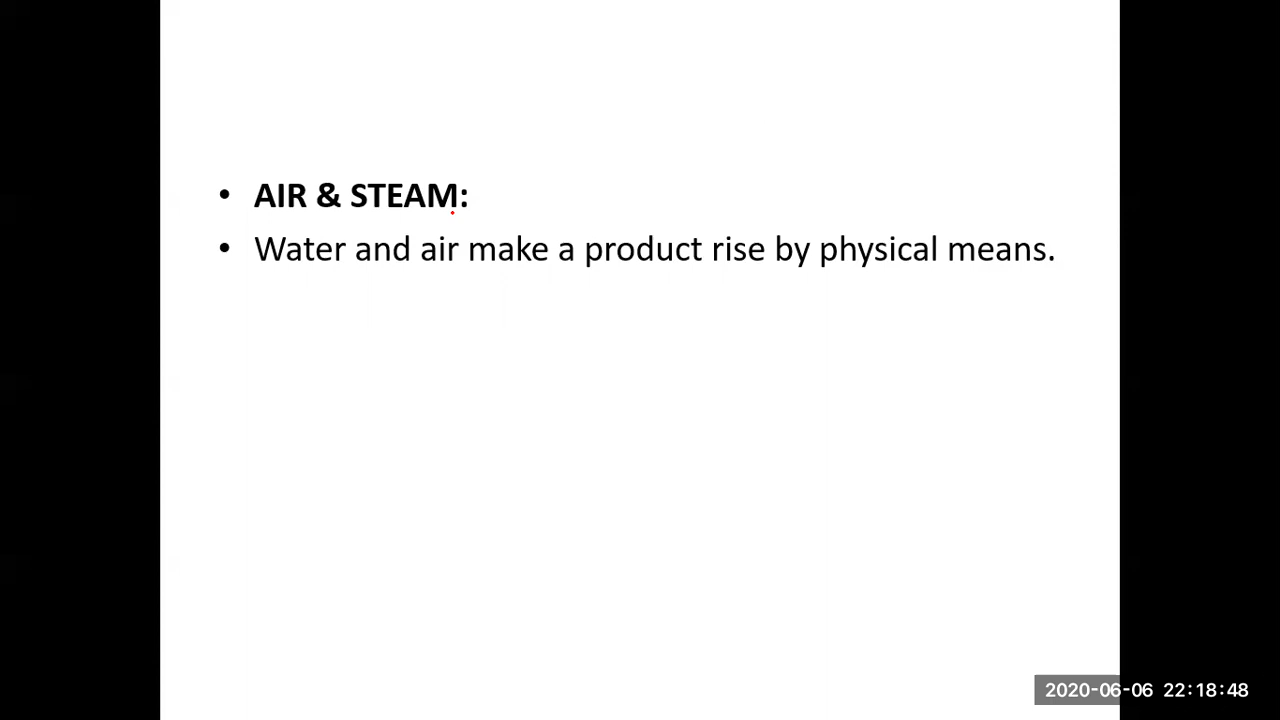 • AIR & STEAM:
• Water and air make a product rise by physical means.
2020-06-06 22:18:48